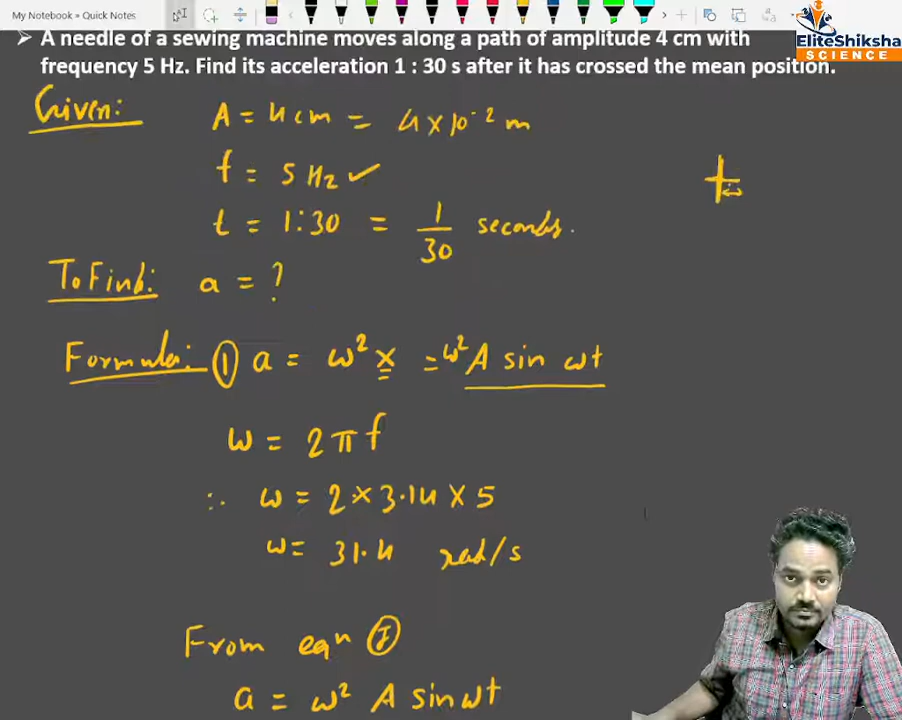 My Notebook » Quick Notes
➢ A needle of a sewing machine moves along a path of amplitude 4 cm with
frequency 5 Hz. Find its acceleration 1 : 30 s after it has crossed the mean position.
EliteShiksha
SCIENCE
Given: A = 4 cm = 4 × 10⁻² m
f = 5 Hz ✓
t = 1:30 = 1/30 seconds.
To Find: a = ?
Formula: ① a = ω² x = ω² A sin ωt
ω = 2 π f
∴ ω = 2 × 3.14 × 5
ω = 31.4 rad/s
From eqn Ⓘ
a = ω² A sin ωt